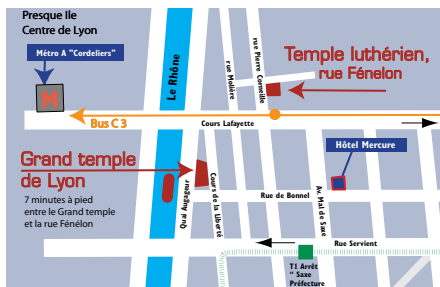 Presque Ile
Centre de Lyon
Métro A "Cordeliers"
M
Le Rhône
rue Molière
rue Pierre Corneille
Temple luthérien,
rue Fénelon
Bus C 3
Cours Lafayette
Grand temple
de Lyon
7 minutes à pied
entre le Grand temple
et la rue Fénélon
Quai Augageur
Cours de la Liberté
Hôtel Mercure
Rue de Bonnel
Av. Mal de Saxe
Rue Servient
T1 Arrêt
" Saxe
Préfecture